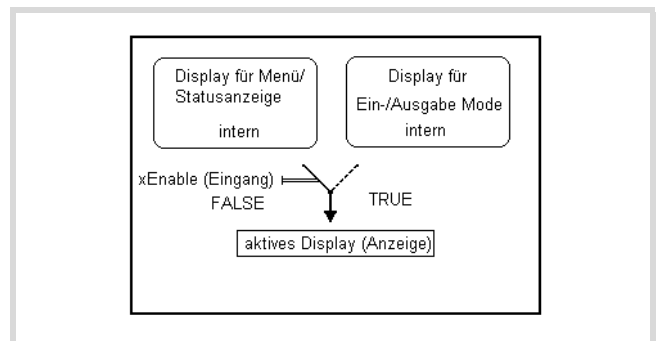 Display für Menü/
Statusanzeige
intern
Display für
Ein-/Ausgabe Mode
intern
xEnable (Eingang)
FALSE
TRUE
aktives Display (Anzeige)